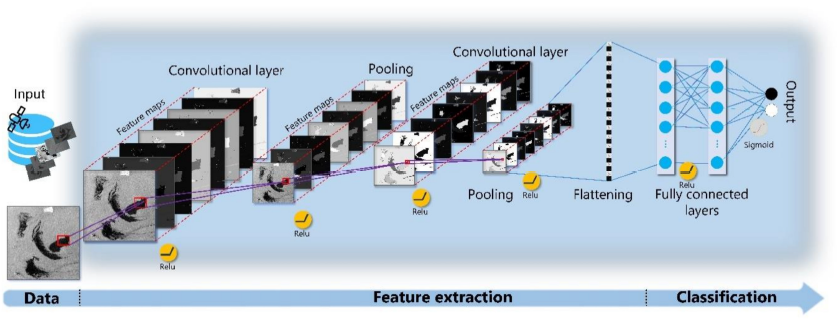 Input
Convolutional layer
Feature maps
Relu
Pooling
Feature maps
Relu
Convolutional layer
Feature maps
Relu
Pooling
Relu
Flattening
Relu
Fully connected
layers
Sigmoid
Output
Data
Feature extraction
Classification